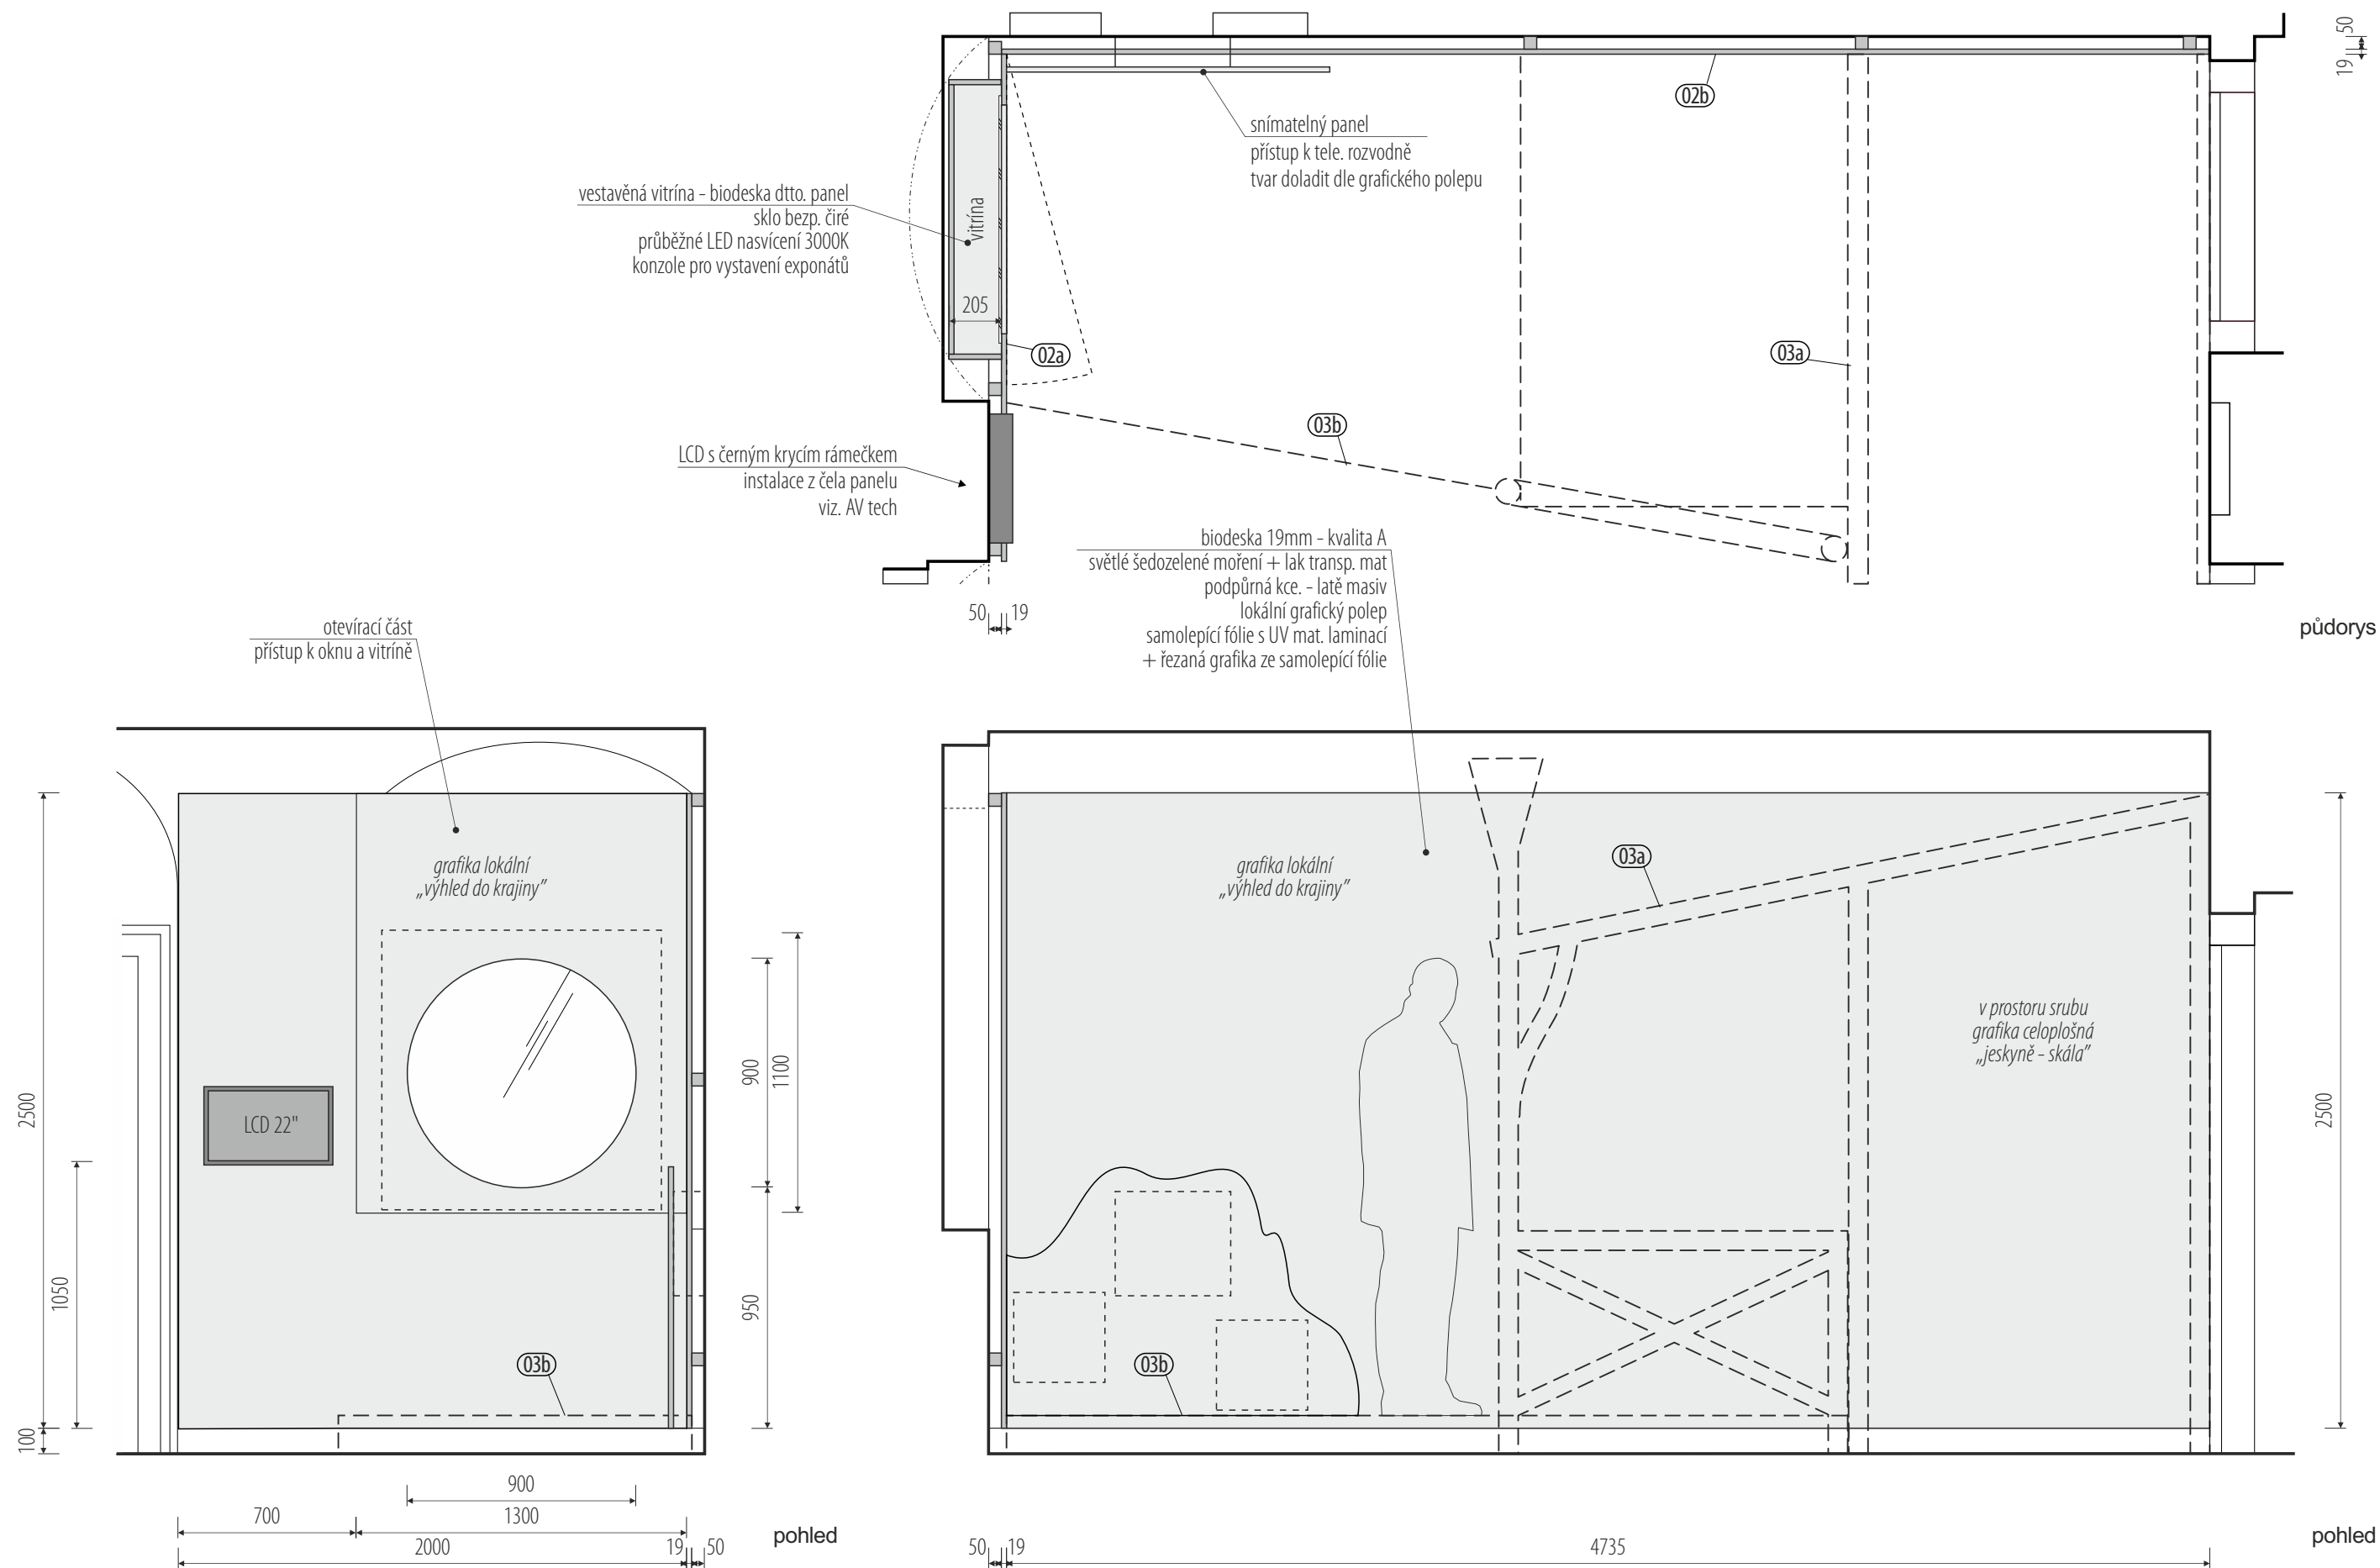 50
19
02b
snímatelný panel
přístup k tele. rozvodně
tvar doladit dle grafického polepu
vestavěná vitrína - biodeska dtto. panel
sklo bezp. čiré
průběžné LED nasvícení 3000K
konzole pro vystavení exponátů
vitrína
205
02a
03a
03b
LCD s černým krycím rámečkem
instalace z čela panelu
viz. AV tech
biodeska 19mm - kvalita A
světlé šedozelené moření + lak transp. mat
podpůrná kce. - latě masiv
lokální grafický polep
samolepící fólie s UV mat. laminací
+ řezaná grafika ze samolepící fólie
50
19
půdorys
otevírací část
přístup k oknu a vitríně
grafika lokální
„výhled do krajiny”
LCD 22"
03b
2500
1050
100
900
1100
950
900
700
1300
2000
19
50
pohled
grafika lokální
„výhled do krajiny”
03a
v prostoru srubu
grafika celoplošná
„jeskyně - skála”
03b
2500
50
19
4735
pohled